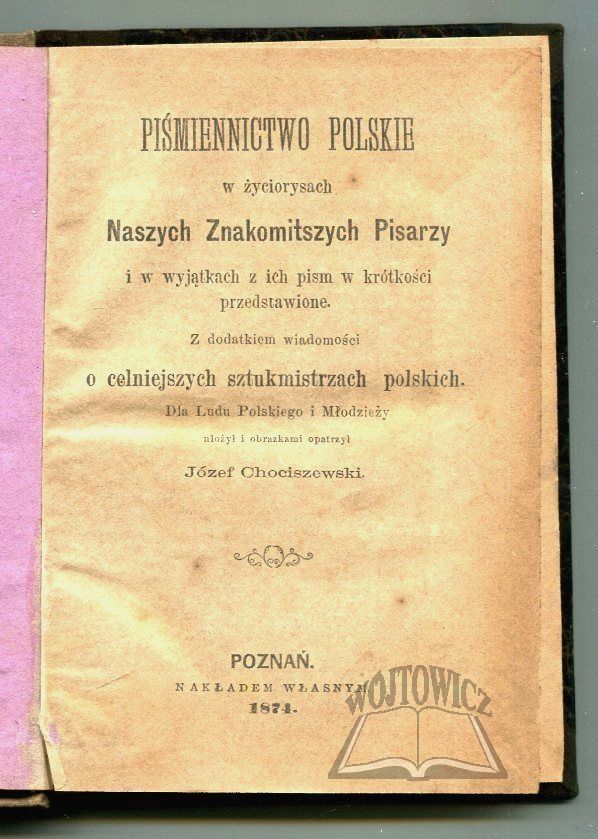 PIŚMIENNICTWO POLSKIE
w życiorysach
Naszych Znakomitszych Pisarzy
i w wyjątkach z ich pism w krótkości
przedstawione.
Z dodatkiem wiadomości
o celniejszych sztukmistrzach polskich.
Dla Ludu Polskiego i Młodzieży
ułożył i obrazkami opatrzył
Józef Chociszewski.
POZNAŃ.
NAKŁADEM WŁASNYM
1874.
WÓJTOWICZ